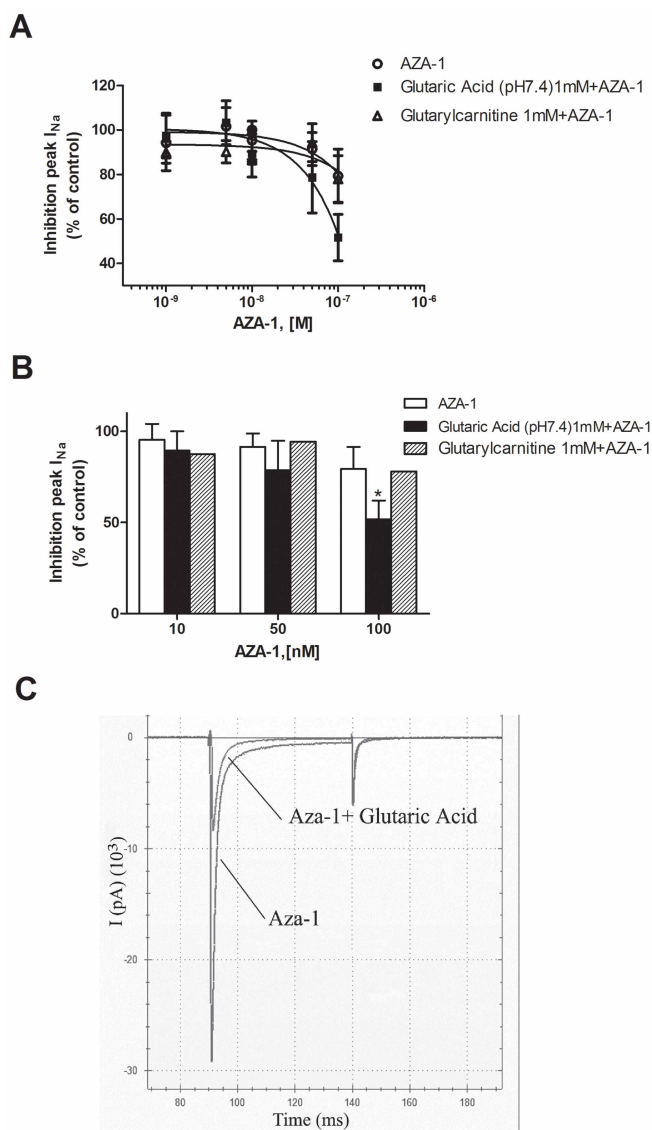 A
AZA-1
Glutaric Acid (pH7.4)1mM+AZA-1
Glutarylcarnitine 1mM+AZA-1
Inhibition peak I_Na
(% of control)
120
100
80
60
40
10^-9
10^-8
10^-7
10^-6
AZA-1, [M]
B
AZA-1
Glutaric Acid (pH7.4)1mM+AZA-1
Glutarylcarnitine 1mM+AZA-1
Inhibition peak I_Na
(% of control)
100
50
0
*
10
50
100
AZA-1,[nM]
C
I (pA) (10^3)
0
-10
-20
-30
Aza-1+ Glutaric Acid
Aza-1
80
100
120
140
160
180
Time (ms)